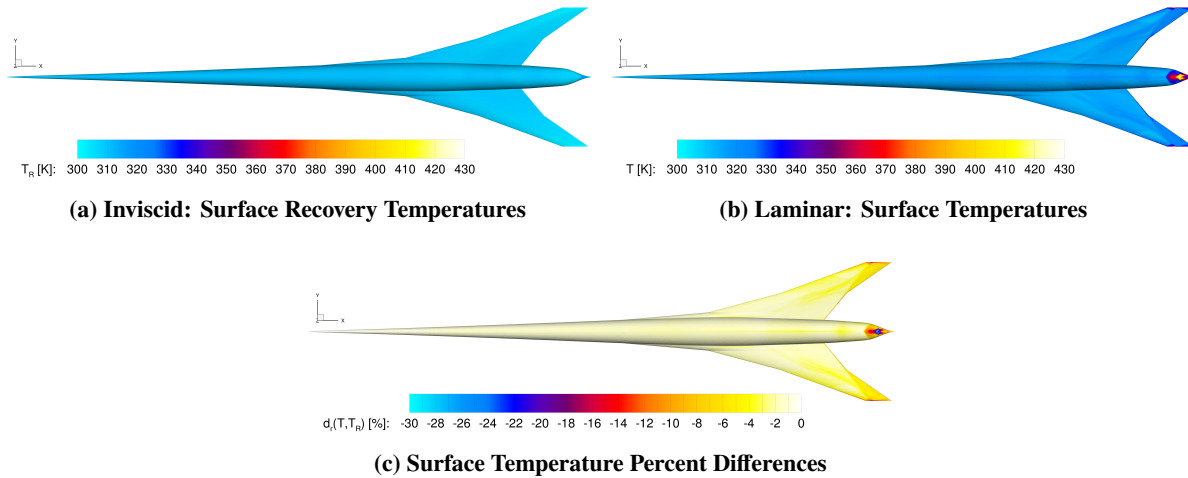 Y
Z
X
T_R [K]: 300 310 320 330 340 350 360 370 380 390 400 410 420 430
(a) Inviscid: Surface Recovery Temperatures
Y
Z
X
T [K]: 300 310 320 330 340 350 360 370 380 390 400 410 420 430
(b) Laminar: Surface Temperatures
Y
Z
X
d_r(T,T_R) [%]: -30 -28 -26 -24 -22 -20 -18 -16 -14 -12 -10 -8 -6 -4 -2 0
(c) Surface Temperature Percent Differences